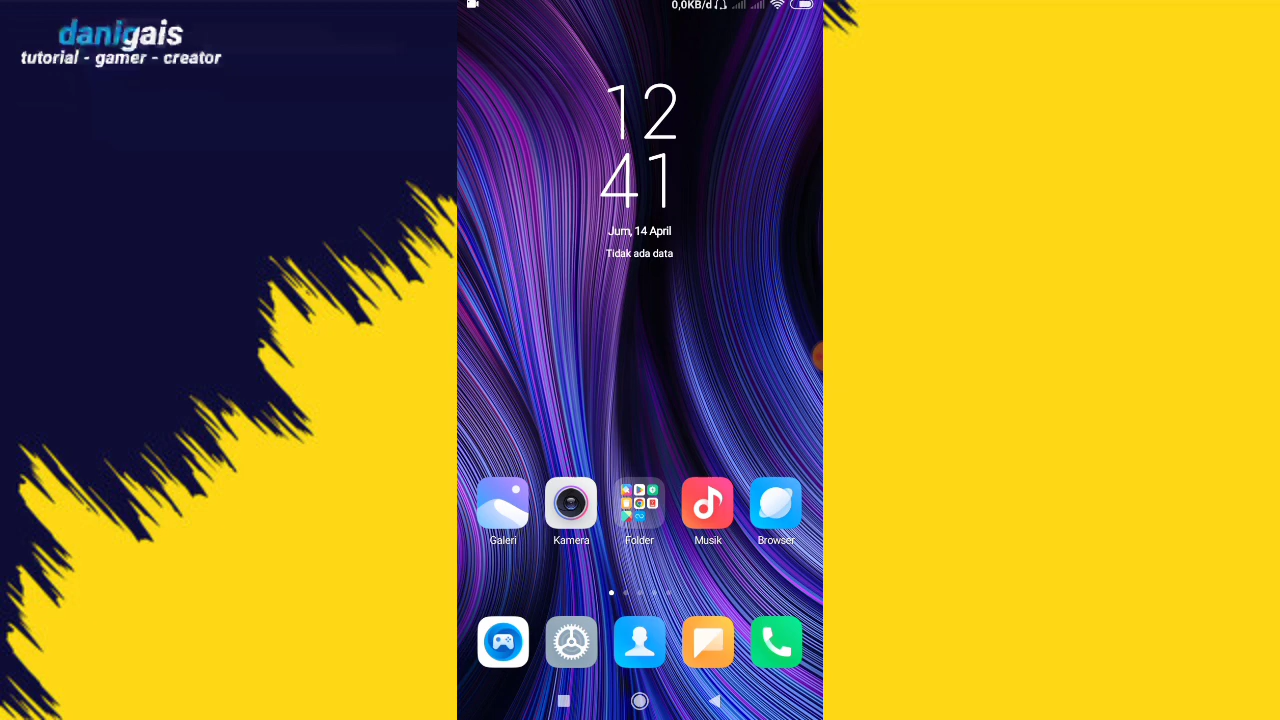 danigais
tutorial - gamer - creator
0,0KB/d
12
41
Jum, 14 April
Tidak ada data
Galeri
Kamera
Folder
Musik
Browser